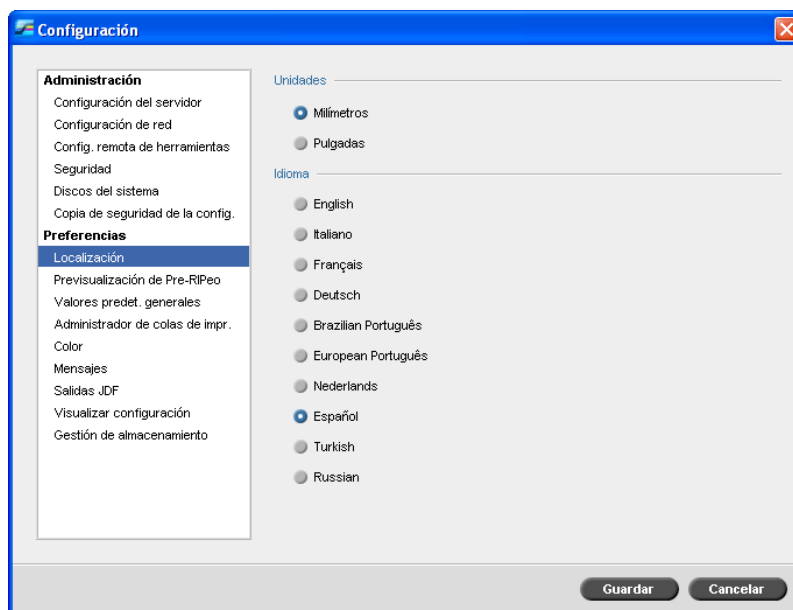 Configuración
Administración
Configuración del servidor
Configuración de red
Config. remota de herramientas
Seguridad
Discos del sistema
Copia de seguridad de la config.
Preferencias
Localización
Previsualización de Pre-RIPeo
Valores predet. generales
Administrador de colas de impr.
Color
Mensajes
Salidas JDF
Visualizar configuración
Gestión de almacenamiento
Unidades
Milímetros
Pulgadas
Idioma
English
Italiano
Français
Deutsch
Brazilian Português
European Português
Nederlands
Español
Turkish
Russian
Guardar
Cancelar